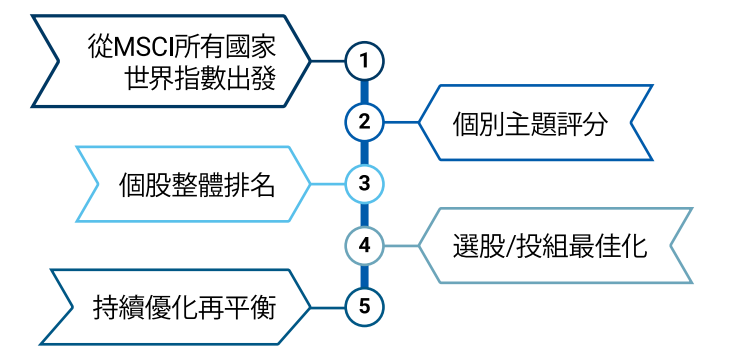 從MSCI所有國家
世界指數出發
1
2
個別主題評分
個股整體排名
3
4
選股/投組最佳化
持續優化再平衡
5